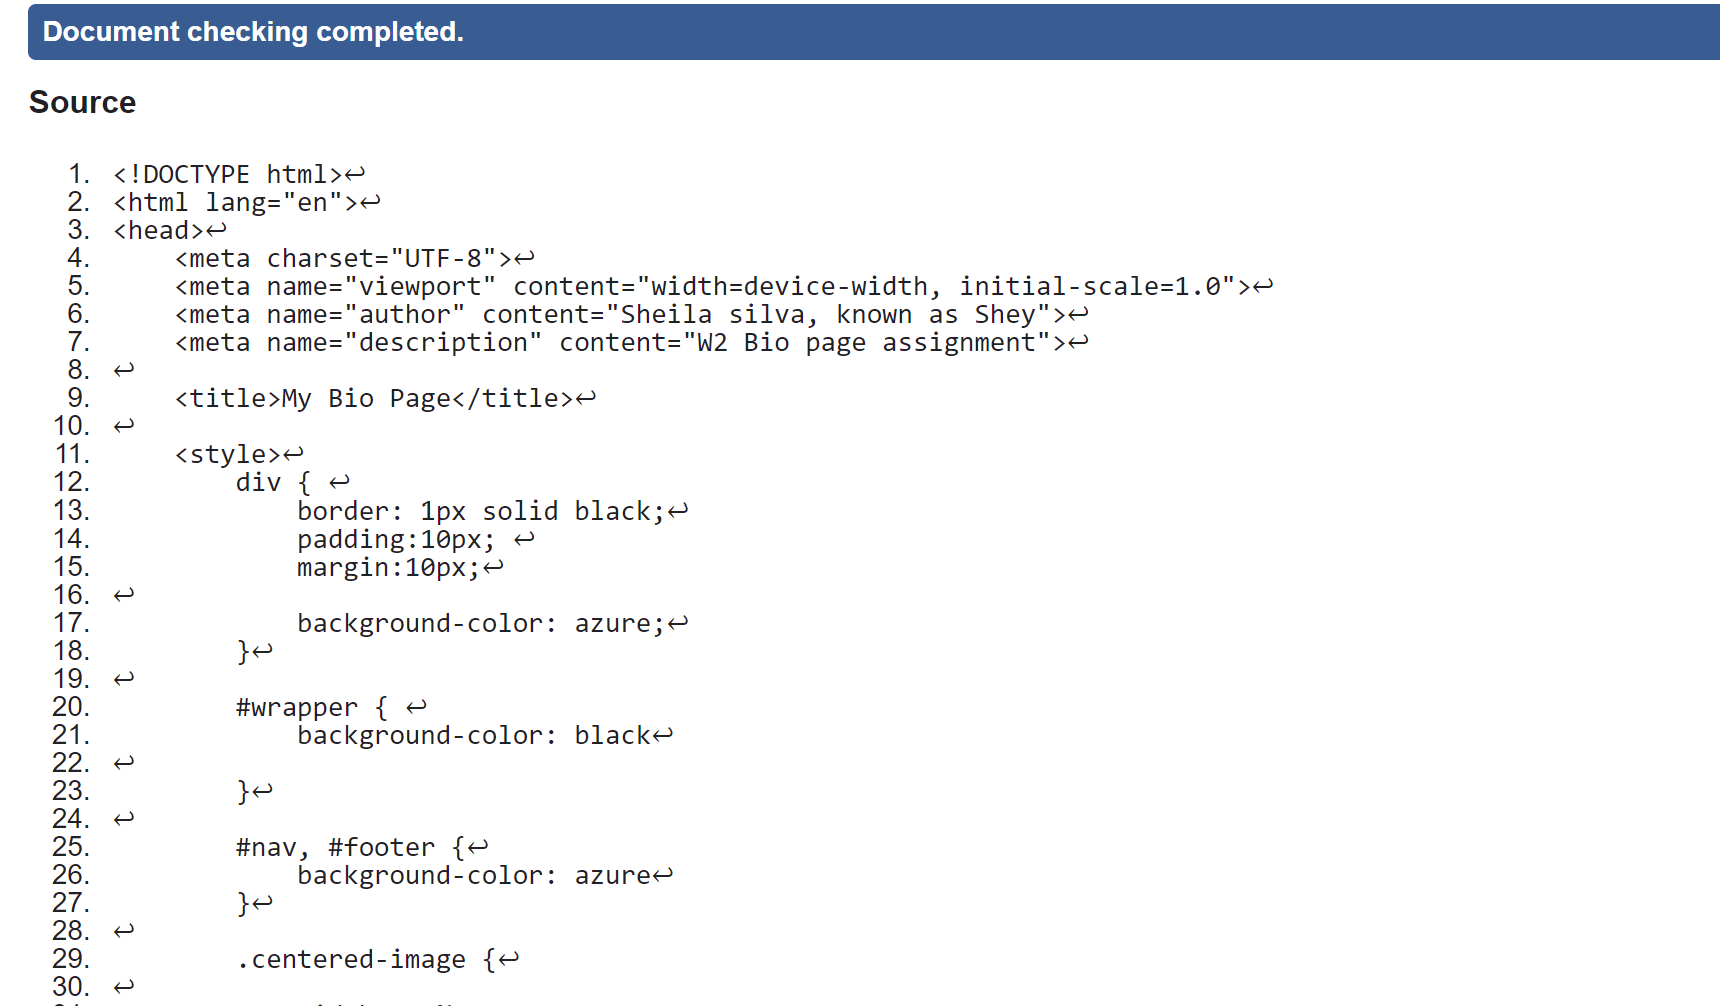 Document checking completed.
Source
1. <!DOCTYPE html>↩
2. <html lang="en">↩
3. <head>↩
4. <meta charset="UTF-8">↩
5. <meta name="viewport" content="width=device-width, initial-scale=1.0">↩
6. <meta name="author" content="Sheila silva, known as Shey">↩
7. <meta name="description" content="W2 Bio page assignment">↩
8. ↩
9. <title>My Bio Page</title>↩
10. ↩
11. <style>↩
12. div { ↩
13. border: 1px solid black;↩
14. padding:10px; ↩
15. margin:10px;↩
16. ↩
17. background-color: azure;↩
18. }↩
19. ↩
20. #wrapper { ↩
21. background-color: black↩
22. ↩
23. }↩
24. ↩
25. #nav, #footer {↩
26. background-color: azure↩
27. }↩
28. ↩
29. .centered-image {↩
30. ↩